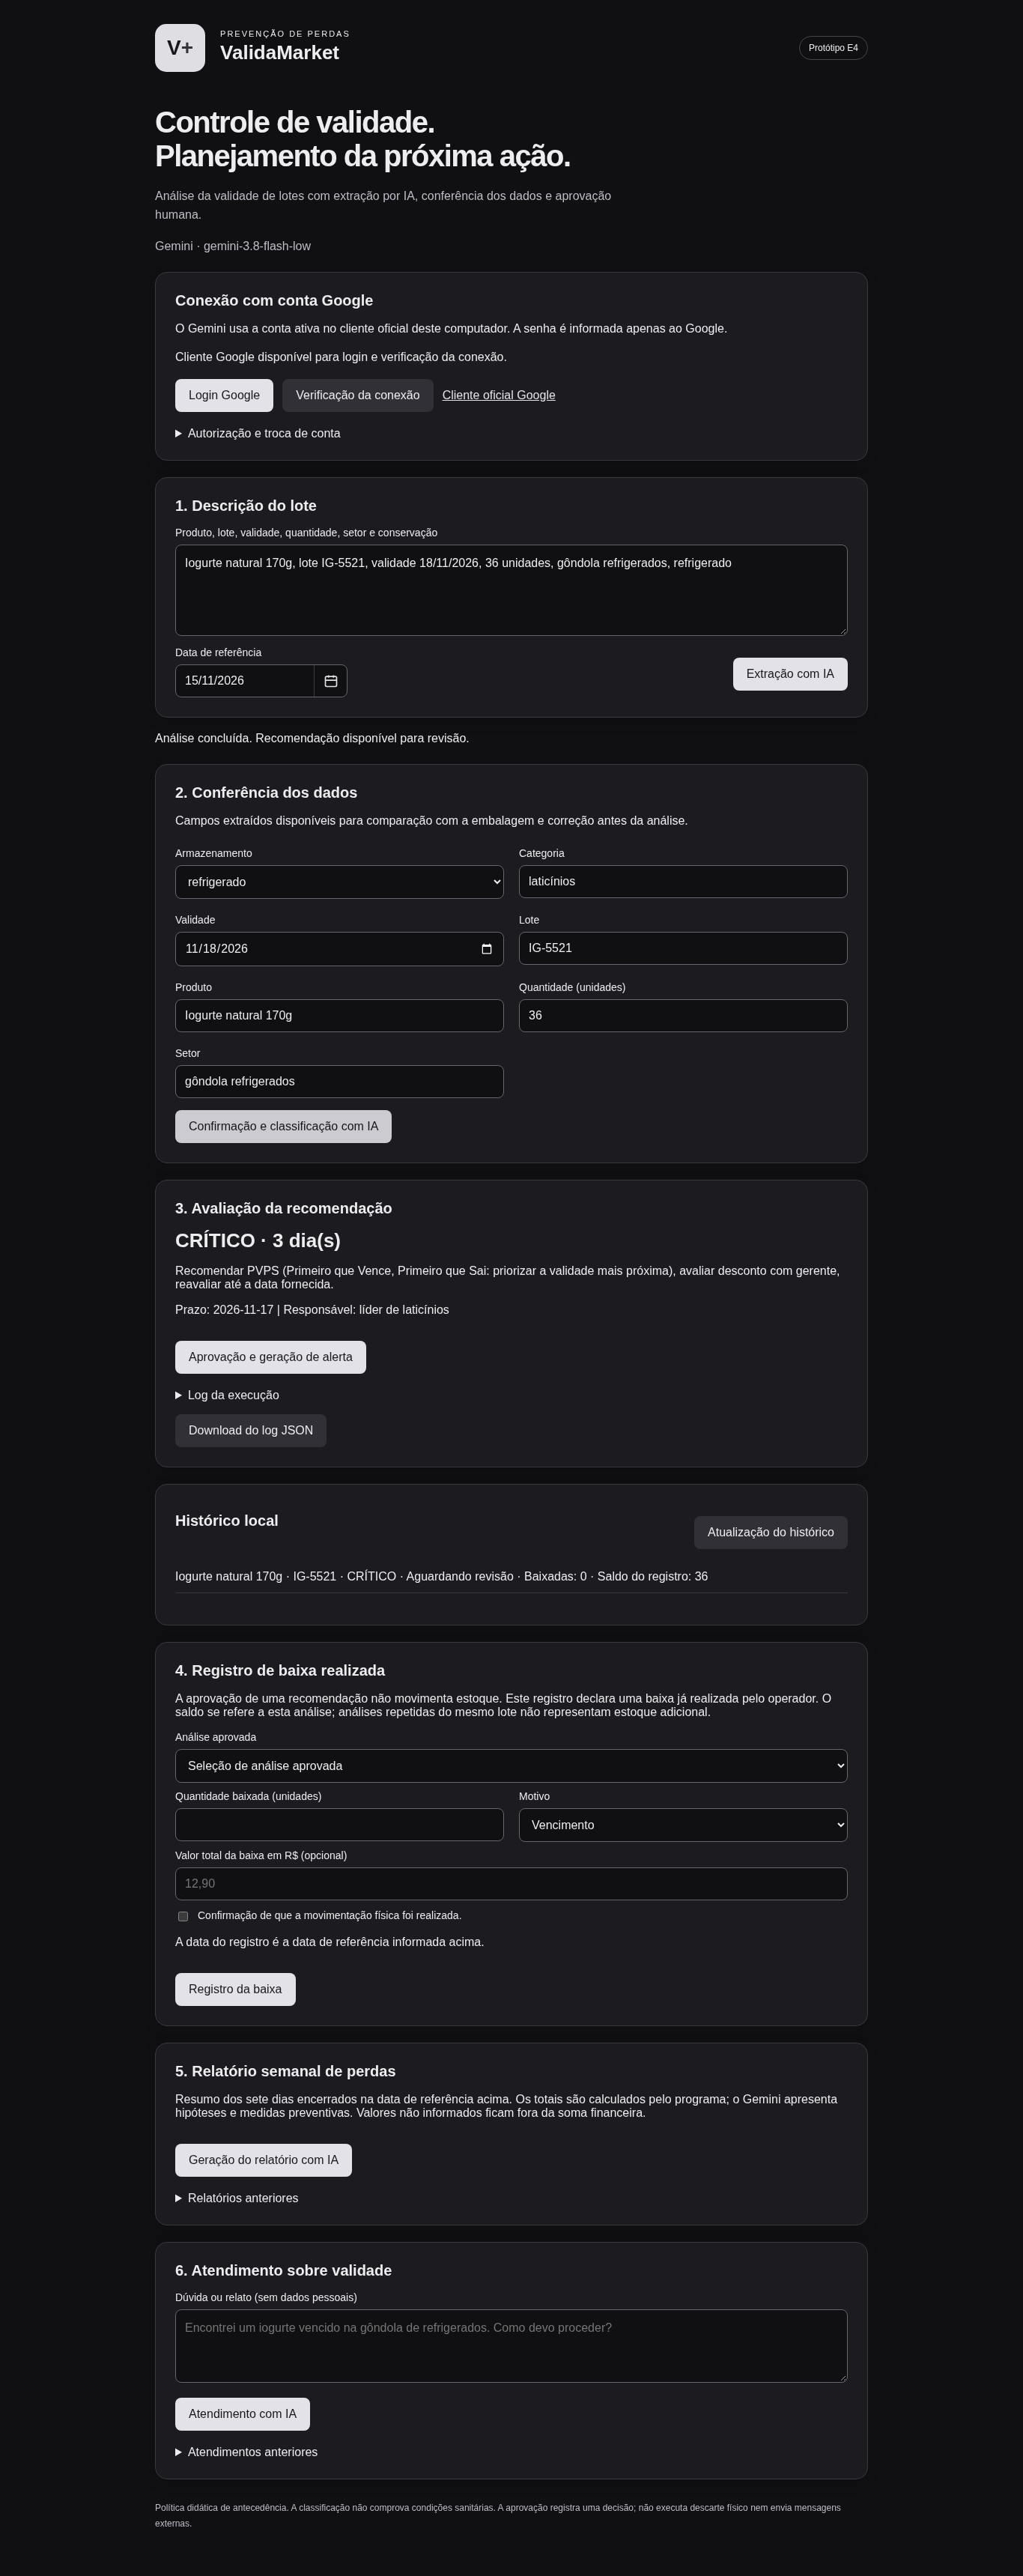 V+
PREVENÇÃO DE PERDAS
ValidaMarket
Protótipo E4
Controle de validade.
Planejamento da próxima ação.
Análise da validade de lotes com extração por IA, conferência dos dados e aprovação
humana.
Gemini · gemini-3.8-flash-low
Conexão com conta Google
O Gemini usa a conta ativa no cliente oficial deste computador. A senha é informada apenas ao Google.
Cliente Google disponível para login e verificação da conexão.
Login Google Verificação da conexão Cliente oficial Google
Autorização e troca de conta
1. Descrição do lote
Produto, lote, validade, quantidade, setor e conservação
Iogurte natural 170g, lote IG-5521, validade 18/11/2026, 36 unidades, gôndola refrigerados, refrigerado
Data de referência
15/11/2026
Extração com IA
Análise concluída. Recomendação disponível para revisão.
2. Conferência dos dados
Campos extraídos disponíveis para comparação com a embalagem e correção antes da análise.
Armazenamento
refrigerado
Categoria
laticínios
Validade
11/18/2026
Lote
IG-5521
Produto
Iogurte natural 170g
Quantidade (unidades)
36
Setor
gôndola refrigerados
Confirmação e classificação com IA
3. Avaliação da recomendação
CRÍTICO · 3 dia(s)
Recomendar PVPS (Primeiro que Vence, Primeiro que Sai: priorizar a validade mais próxima), avaliar desconto com gerente,
reavaliar até a data fornecida.
Prazo: 2026-11-17 | Responsável: líder de laticínios
Aprovação e geração de alerta
Log da execução
Download do log JSON
Histórico local
Atualização do histórico
Iogurte natural 170g · IG-5521 · CRÍTICO · Aguardando revisão · Baixadas: 0 · Saldo do registro: 36
4. Registro de baixa realizada
A aprovação de uma recomendação não movimenta estoque. Este registro declara uma baixa já realizada pelo operador. O
saldo se refere a esta análise; análises repetidas do mesmo lote não representam estoque adicional.
Análise aprovada
Seleção de análise aprovada
Quantidade baixada (unidades)
Motivo
Vencimento
Valor total da baixa em R$ (opcional)
12,90
Confirmação de que a movimentação física foi realizada.
A data do registro é a data de referência informada acima.
Registro da baixa
5. Relatório semanal de perdas
Resumo dos sete dias encerrados na data de referência acima. Os totais são calculados pelo programa; o Gemini apresenta
hipóteses e medidas preventivas. Valores não informados ficam fora da soma financeira.
Geração do relatório com IA
Relatórios anteriores
6. Atendimento sobre validade
Dúvida ou relato (sem dados pessoais)
Encontrei um iogurte vencido na gôndola de refrigerados. Como devo proceder?
Atendimento com IA
Atendimentos anteriores
Política didática de antecedência. A classificação não comprova condições sanitárias. A aprovação registra uma decisão; não executa descarte físico nem envia mensagens
externas.